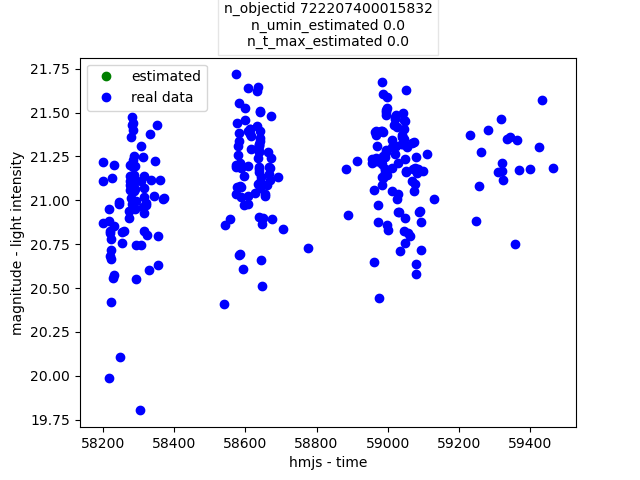 n_objectid 722207400015832
n_umin_estimated 0.0
n_t_max_estimated 0.0
21.75
21.50
21.25
21.00
20.75
20.50
20.25
20.00
19.75
magnitude - light intensity
estimated
real data
58200 58400 58600 58800 59000 59200 59400
hmjs - time